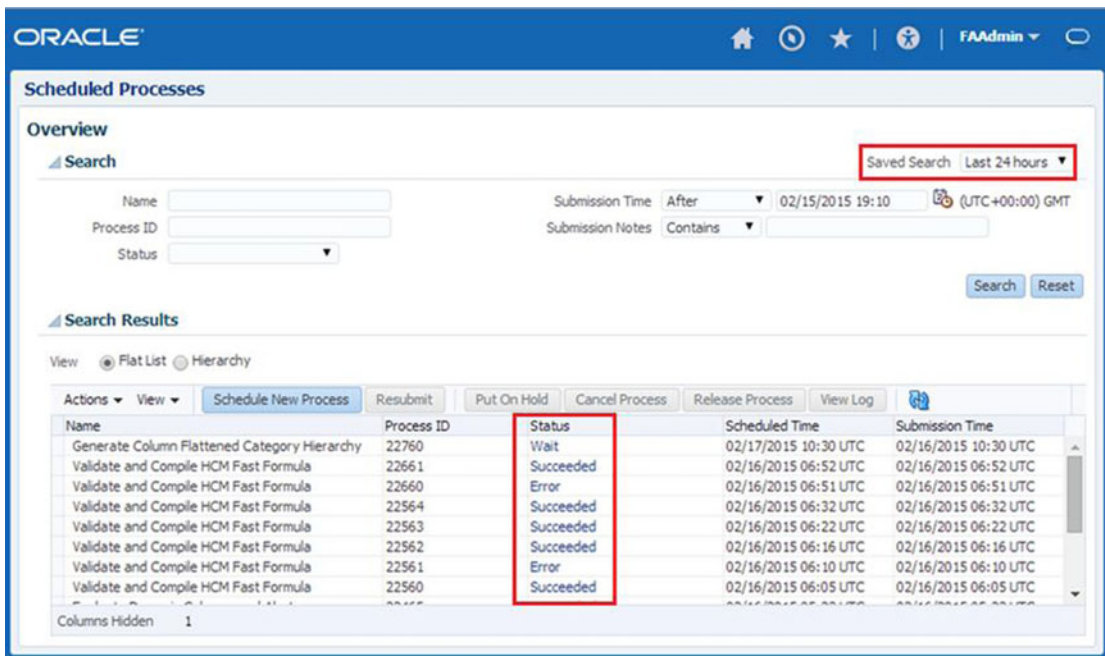 ORACLE
FAAdmin
Scheduled Processes
Overview
Search
Saved Search Last 24 hours
Name
Submission Time After 02/15/2015 19:10 (UTC+00:00) GMT
Process ID
Submission Notes Contains
Status
Search Reset
Search Results
View Flat List Hierarchy
Actions View Schedule New Process Resubmit Put On Hold Cancel Process Release Process View Log
Name Process ID Status Scheduled Time Submission Time
Generate Column Flattened Category Hierarchy 22760 Wait 02/17/2015 10:30 UTC 02/16/2015 10:30 UTC
Validate and Compile HCM Fast Formula 22661 Succeeded 02/16/2015 06:52 UTC 02/16/2015 06:52 UTC
Validate and Compile HCM Fast Formula 22660 Error 02/16/2015 06:51 UTC 02/16/2015 06:51 UTC
Validate and Compile HCM Fast Formula 22564 Succeeded 02/16/2015 06:32 UTC 02/16/2015 06:32 UTC
Validate and Compile HCM Fast Formula 22563 Succeeded 02/16/2015 06:22 UTC 02/16/2015 06:22 UTC
Validate and Compile HCM Fast Formula 22562 Succeeded 02/16/2015 06:16 UTC 02/16/2015 06:16 UTC
Validate and Compile HCM Fast Formula 22561 Error 02/16/2015 06:10 UTC 02/16/2015 06:10 UTC
Validate and Compile HCM Fast Formula 22560 Succeeded 02/16/2015 06:05 UTC 02/16/2015 06:05 UTC
Columns Hidden 1